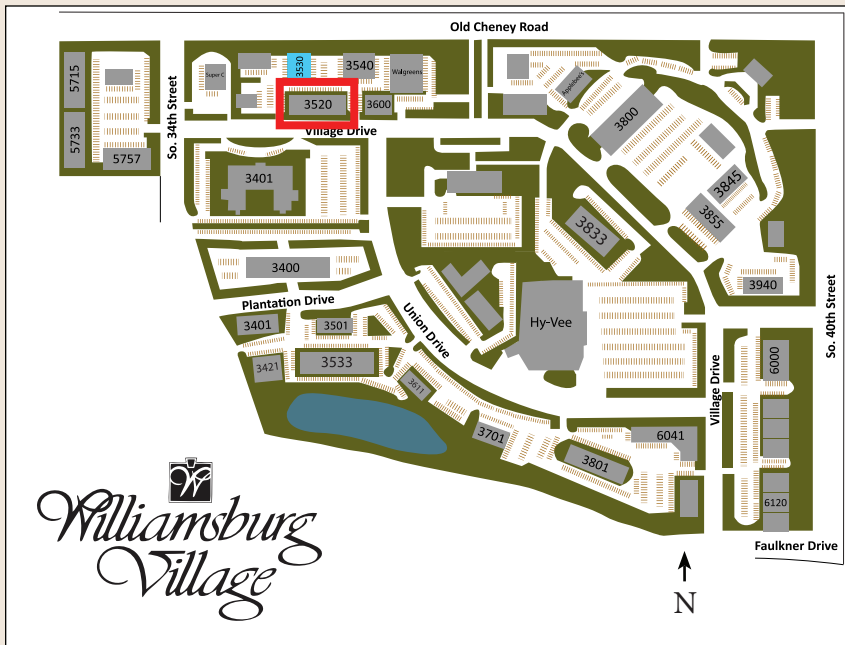 Old Cheney Road
5715
5733
5757
So. 34th Street
Super C
3530
3540
Walgreens
3520
3600
Village Drive
Applebee's
3800
3845
3855
3833
3940
So. 40th Street
3401
3400
Plantation Drive
3401
3501
3421
3533
3611
Union Drive
Hy-Vee
3701
3801
6041
Village Drive
6000
6120
Faulkner Drive
W
Williamsburg
Village
N